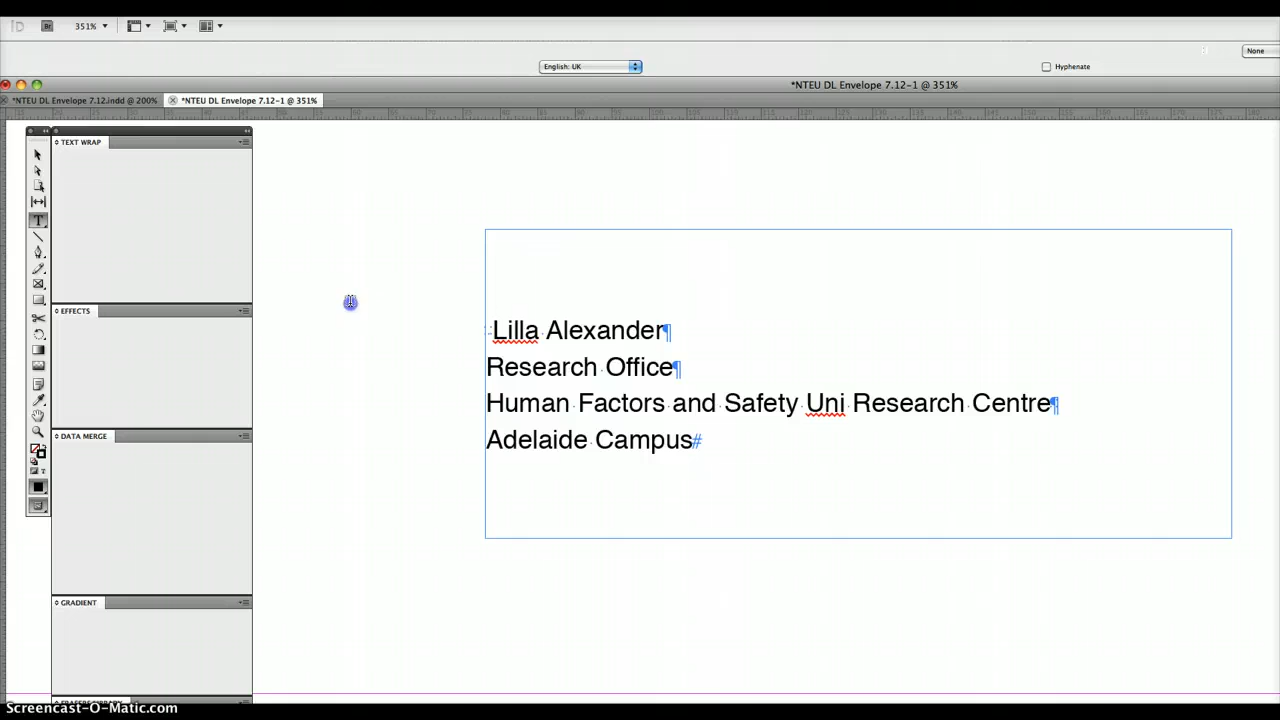 Br 351%
None
English: UK
Hyphenate
*NTEU DL Envelope 7.12-1 @ 351%
*NTEU DL Envelope 7.12.indd @ 200%
*NTEU DL Envelope 7.12-1 @ 351%
TEXT WRAP
EFFECTS
DATA MERGE
GRADIENT
Lilla Alexander¶
Research Office¶
Human Factors and Safety Uni Research Centre¶
Adelaide Campus#
Screencast-O-Matic.com